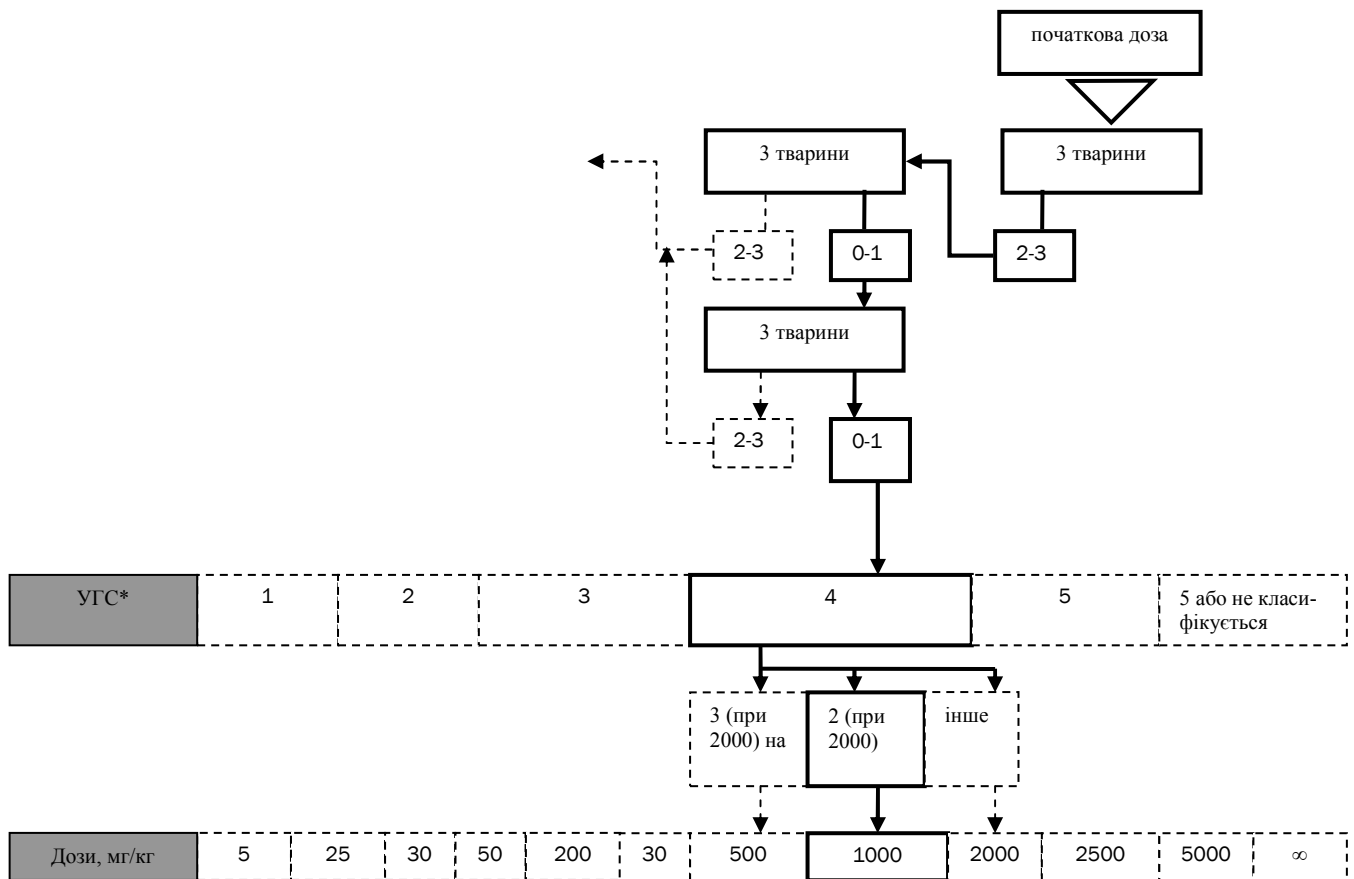 початкова доза
3 тварини
3 тварини
2-3
0-1
2-3
3 тварини
2-3
0-1
УГС*
1
2
3
4
5
5 або не класи-
фікується
3 (при
2000) на
2 (при
2000)
інше
Дози, мг/кг
5
25
30
50
200
30
500
1000
2000
2500
5000
∞